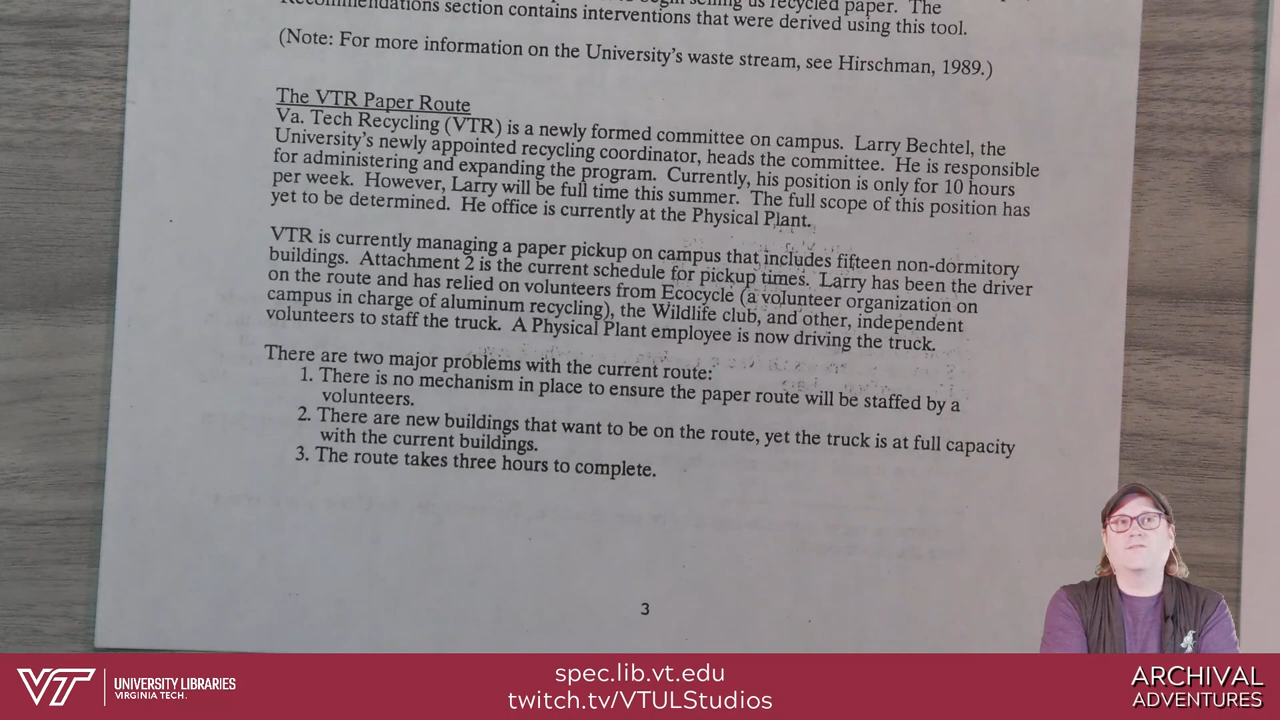 selling us recycled paper. The
Recommendations section contains interventions that were derived using this tool.
(Note: For more information on the University's waste stream, see Hirschman, 1989.)
The VTR Paper Route
Va. Tech Recycling (VTR) is a newly formed committee on campus. Larry Bechtel, the
University's newly appointed recycling coordinator, heads the committee. He is responsible
for administering and expanding the program. Currently, his position is only for 10 hours
per week. However, Larry will be full time this summer. The full scope of this position has
yet to be determined. He office is currently at the Physical Plant.
VTR is currently managing a paper pickup on campus that includes fifteen non-dormitory
buildings. Attachment 2 is the current schedule for pickup times. Larry has been the driver
on the route and has relied on volunteers from Ecocycle (a volunteer organization on
campus in charge of aluminum recycling), the Wildlife club, and other, independent
volunteers to staff the truck. A Physical Plant employee is now driving the truck.
There are two major problems with the current route:
1. There is no mechanism in place to ensure the paper route will be staffed by a
volunteers.
2. There are new buildings that want to be on the route, yet the truck is at full capacity
with the current buildings.
3. The route takes three hours to complete.
3
VT
UNIVERSITY LIBRARIES
VIRGINIA TECH.
spec.lib.vt.edu
twitch.tv/VTULStudios
ARCHIVAL
ADVENTURES